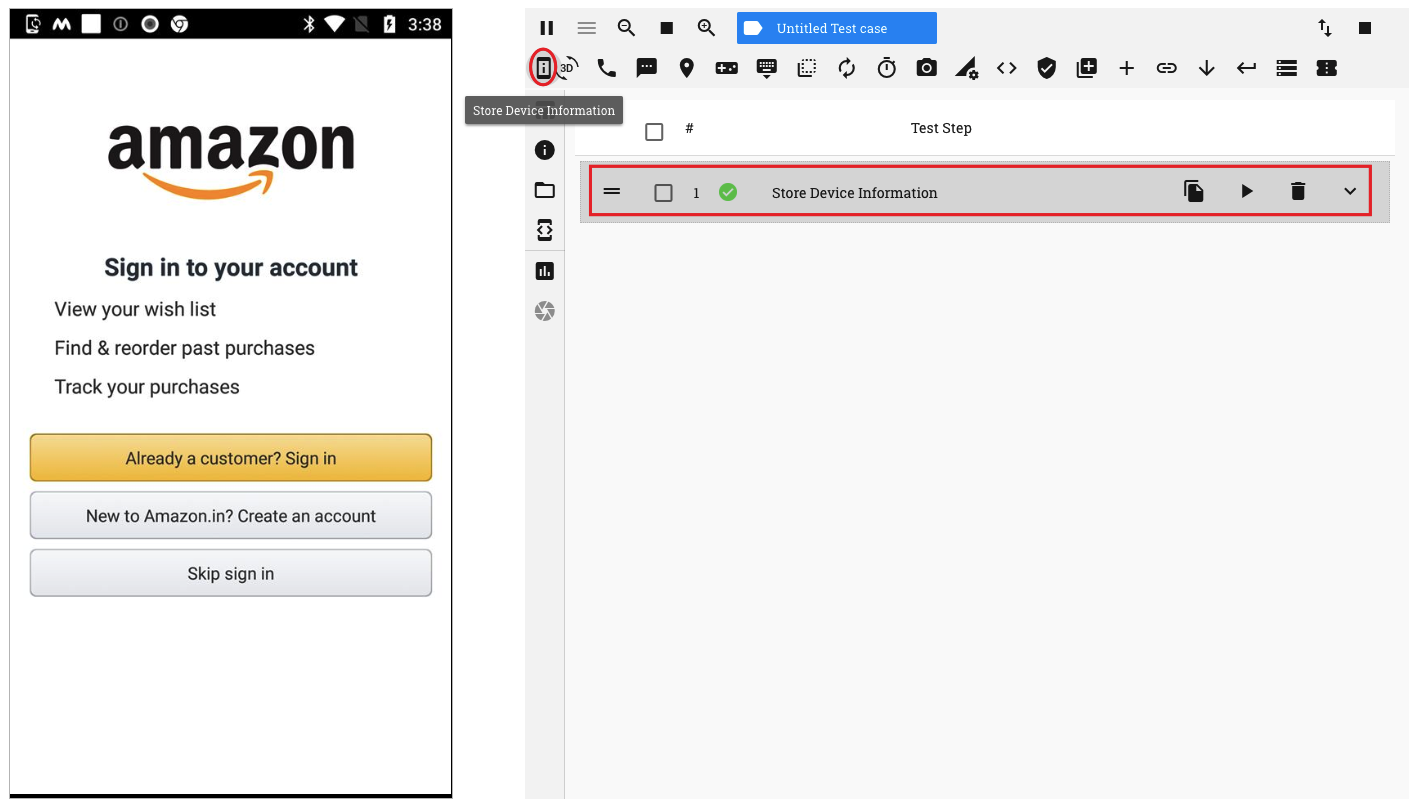 3:38
amazon
Sign in to your account
View your wish list
Find & reorder past purchases
Track your purchases
Already a customer? Sign in
New to Amazon.in? Create an account
Skip sign in
Untitled Test case
3D
Store Device Information
# Test Step
1 Store Device Information